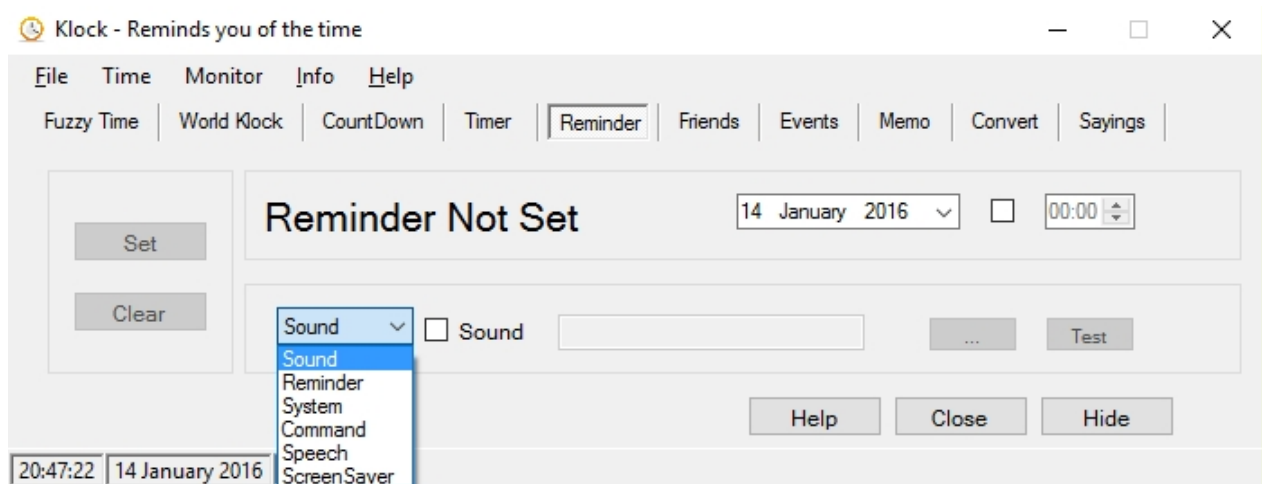 Klock - Reminds you of the time
File Time Monitor Info Help
Fuzzy Time World Klock CountDown Timer Reminder Friends Events Memo Convert Sayings
Reminder Not Set
14 January 2016
00:00
Set
Clear
Sound
Sound
...
Test
Sound
Reminder
System
Command
Speech
ScreenSaver
Help Close Hide
20:47:22 14 January 2016